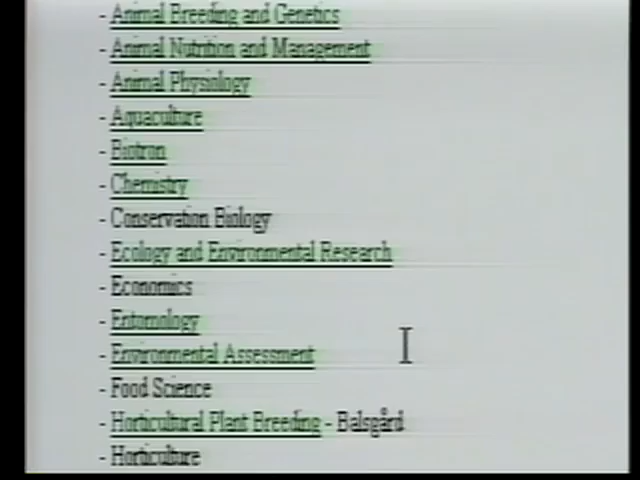 - Animal Breeding and Genetics
- Animal Nutrition and Management
- Animal Physiology
- Aquaculture
- Biotron
- Chemistry
- Conservation Biology
- Ecology and Environmental Research
- Economics
- Entomology
- Environmental Assessment
- Food Science
- Horticultural Plant Breeding - Balsgård
- Horticulture